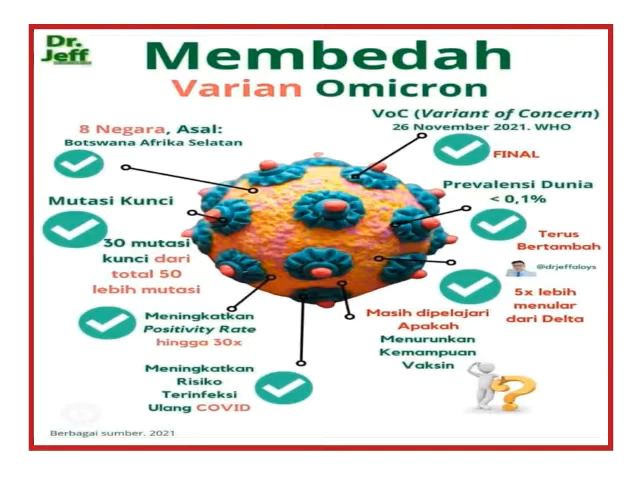 Dr.
Jeff
Membedah
Varian Omicron
VoC (Variant of Concern)
26 November 2021. WHO
FINAL
8 Negara, Asal:
Botswana Afrika Selatan
Prevalensi Dunia
< 0,1%
Terus
Bertambah
Mutasi Kunci
30 mutasi
kunci dari
total 50
lebih mutasi
@drjeffaloys
5x lebih
menular
dari Delta
Meningkatkan
Positivity Rate
hingga 30x
Masih dipelajari
Apakah
Menurunkan
Kemampuan
Vaksin
Meningkatkan
Risiko
Terinfeksi
Ulang COVID
Berbagai sumber. 2021